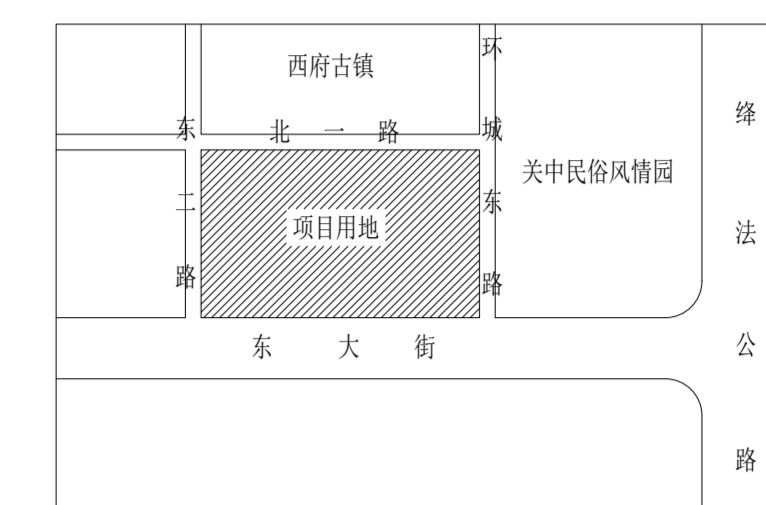 西府古镇
北一路
东二路
环城东路
关中民俗风情园
绛法公路
项目用地
东大街